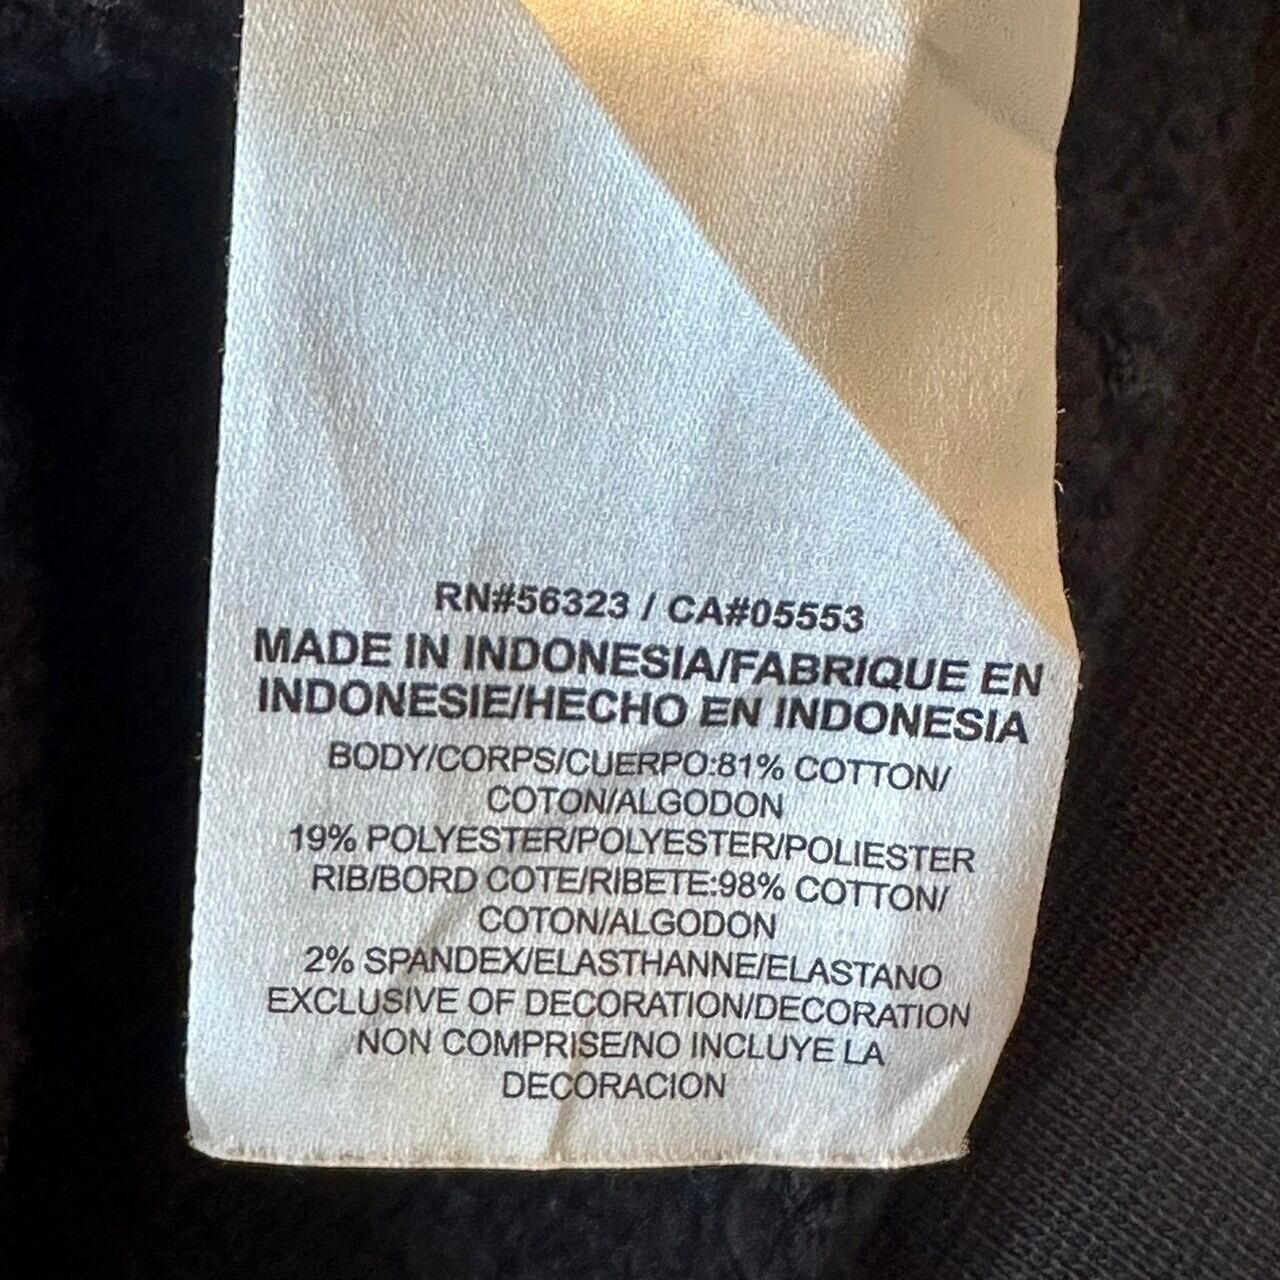 RN#56323 / CA#05553
MADE IN INDONESIA/FABRIQUE EN
INDONESIE/HECHO EN INDONESIA
BODY/CORPS/CUERPO:81% COTTON/
COTON/ALGODON
19% POLYESTER/POLYESTER/POLIESTER
RIB/BORD COTE/RIBETE:98% COTTON/
COTON/ALGODON
2% SPANDEX/ELASTHANNE/ELASTANO
EXCLUSIVE OF DECORATION/DECORATION
NON COMPRISE/NO INCLUYE LA
DECORACION